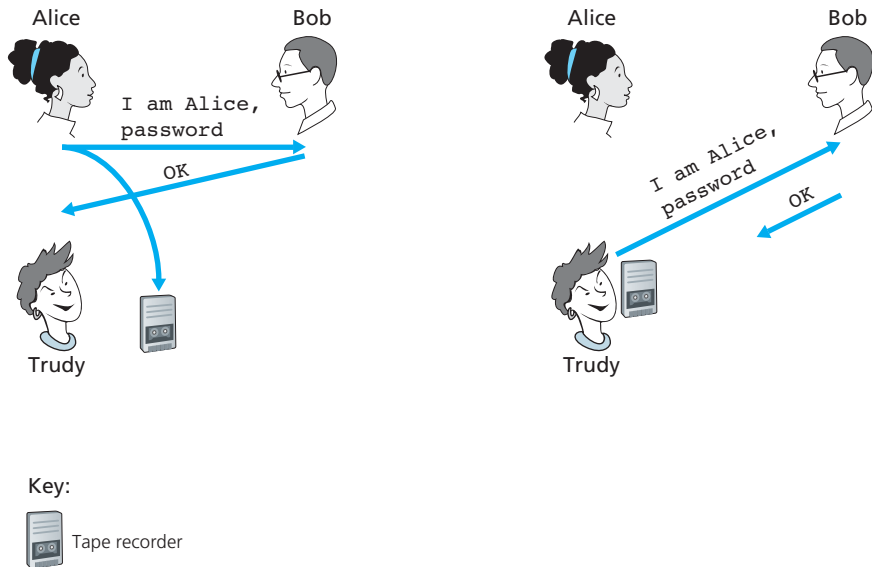 Alice
Bob
I am Alice,
password
OK
Trudy
Alice
Bob
I am Alice,
password
OK
Trudy
Key:
Tape recorder